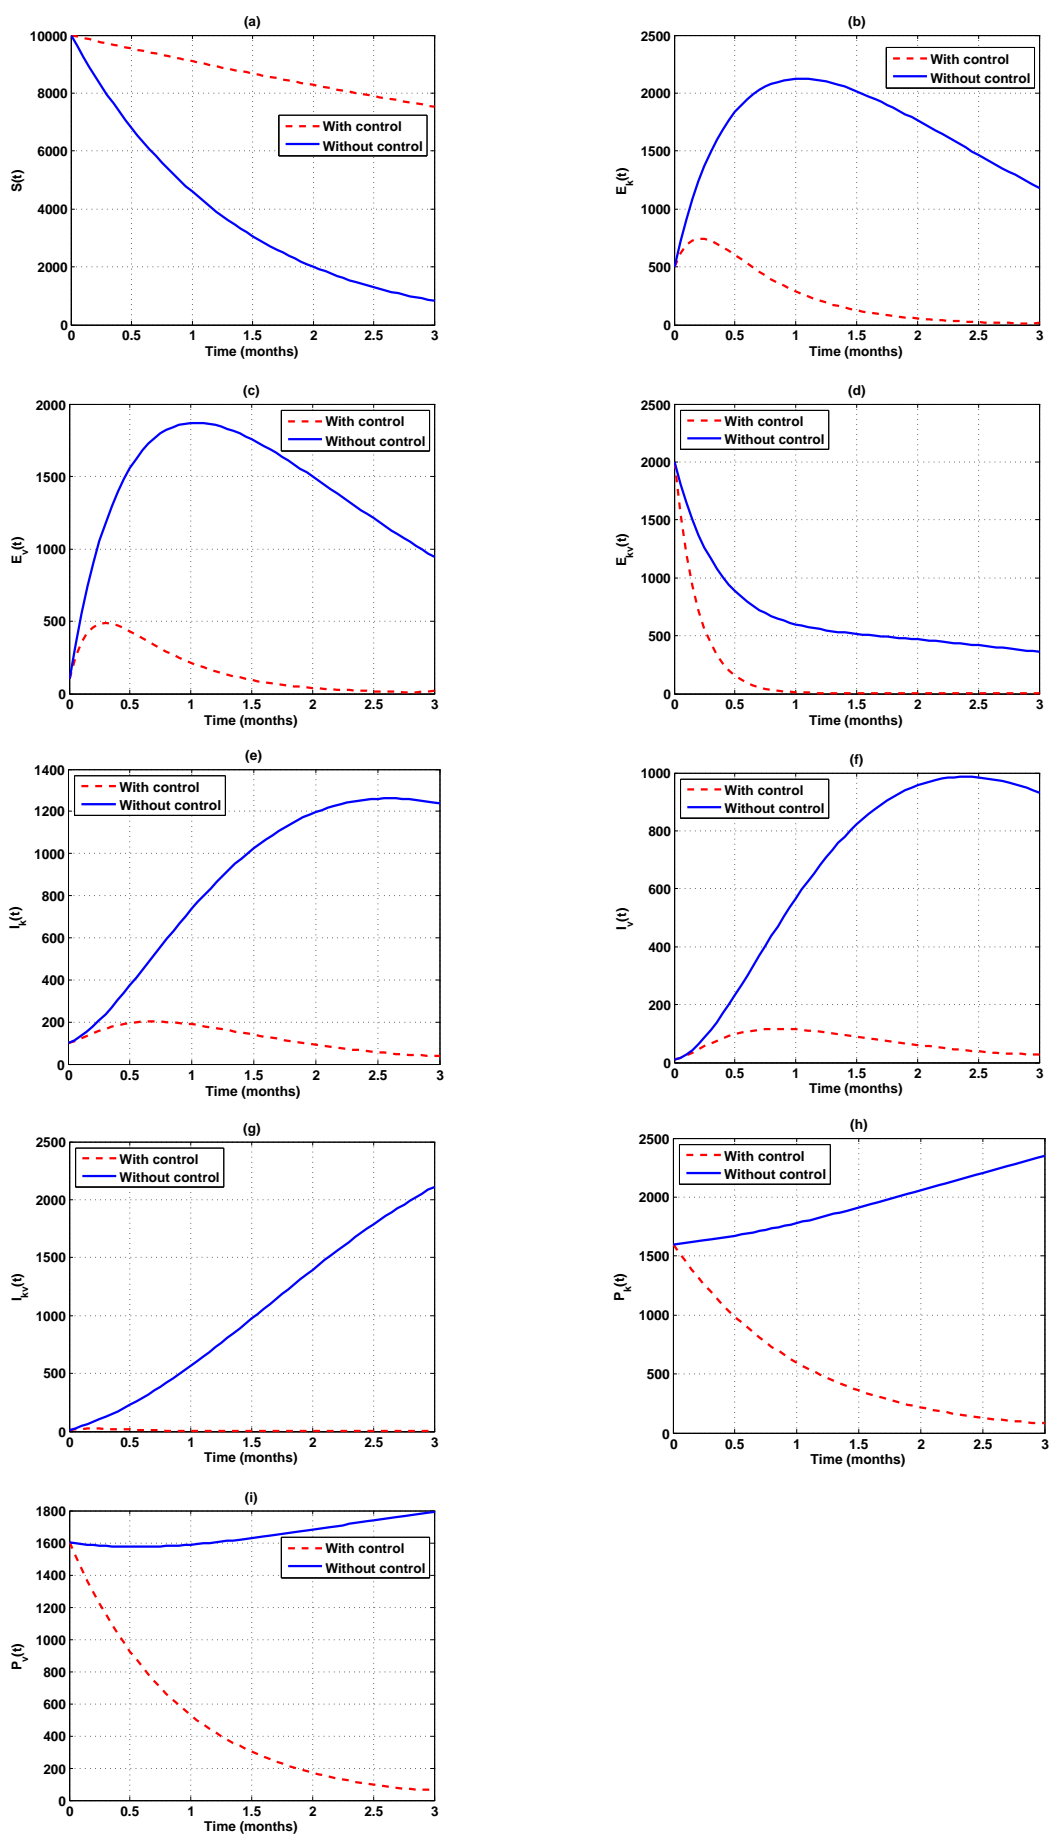 (a)
10000
8000
6000
4000
2000
0
S(t)
With control
Without control
0 0.5 1 1.5 2 2.5 3
Time (months)
(b)
2500
2000
1500
1000
500
0
E_k(t)
With control
Without control
0 0.5 1 1.5 2 2.5 3
Time (months)
(c)
2000
1500
1000
500
0
E_v(t)
With control
Without control
0 0.5 1 1.5 2 2.5 3
Time (months)
(d)
2500
2000
1500
1000
500
0
E_kv(t)
With control
Without control
0 0.5 1 1.5 2 2.5 3
Time (months)
(e)
1400
1200
1000
800
600
400
200
0
I_k(t)
With control
Without control
0 0.5 1 1.5 2 2.5 3
Time (months)
(f)
1000
800
600
400
200
0
I_v(t)
With control
Without control
0 0.5 1 1.5 2 2.5 3
Time (months)
(g)
2500
2000
1500
1000
500
0
I_kv(t)
With control
Without control
0 0.5 1 1.5 2 2.5 3
Time (months)
(h)
2500
2000
1500
1000
500
0
P_k(t)
With control
Without control
0 0.5 1 1.5 2 2.5 3
Time (months)
(i)
1800
1600
1400
1200
1000
800
600
400
200
0
P_v(t)
With control
Without control
0 0.5 1 1.5 2 2.5 3
Time (months)